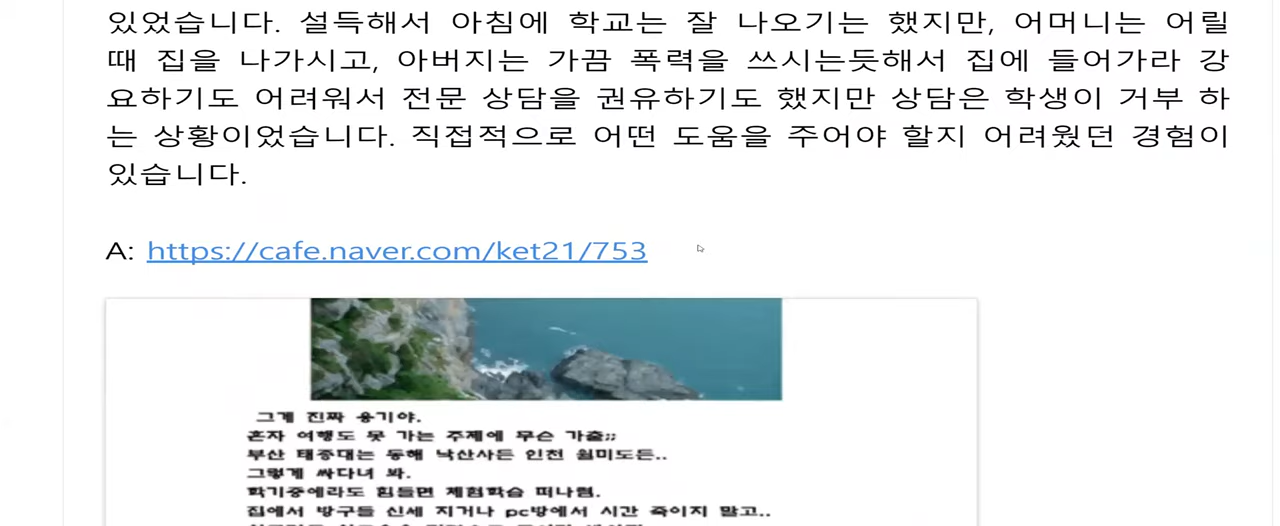 있었습니다. 설득해서 아침에 학교는 잘 나오기는 했지만, 어머니는 어릴
때 집을 나가시고, 아버지는 가끔 폭력을 쓰시는듯해서 집에 들어가라 강
요하기도 어려워서 전문 상담을 권유하기도 했지만 상담은 학생이 거부 하
는 상황이었습니다. 직접적으로 어떤 도움을 주어야 할지 어려웠던 경험이
있습니다.
A: https://cafe.naver.com/ket21/753
그게 진짜 용기야.
혼자 여행도 못 가는 주제에 무슨 가출;;
부산 태종대는 동해 낙산사든 인천 월미도든..
그렇게 싸다녀 봐.
학기중에라도 힘들면 체험학습 떠나렴.
집에서 방구들 신세 지거나 pc방에서 시간 죽이지 말고..